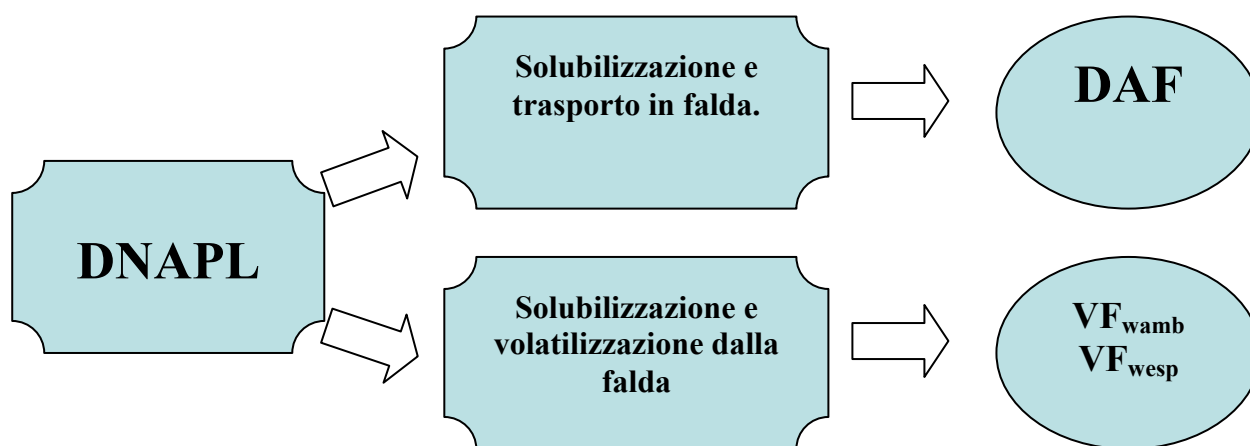 DNAPL
Solubilizzazione e
trasporto in falda.
DAF
Solubilizzazione e
volatilizzazione dalla
falda
VFwamb
VFwesp